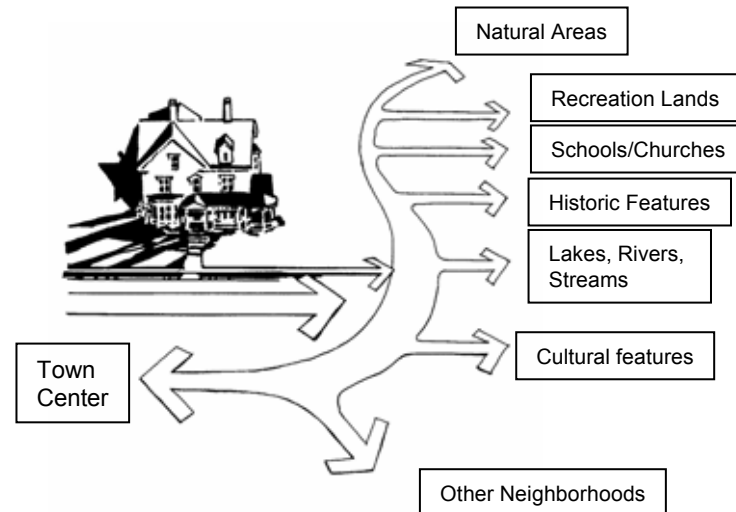 Natural Areas
Recreation Lands
Schools/Churches
Historic Features
Lakes, Rivers,
Streams
Cultural features
Town
Center
Other Neighborhoods